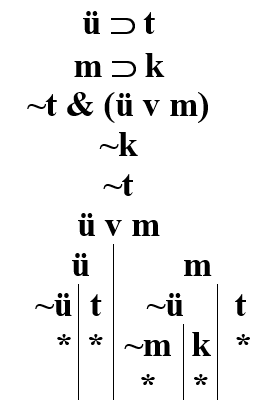 ü ⊃ t
m ⊃ k
~t & (ü v m)
~k
~t
ü v m
ü m
~ü t ~ü t
* * ~m k *
* *